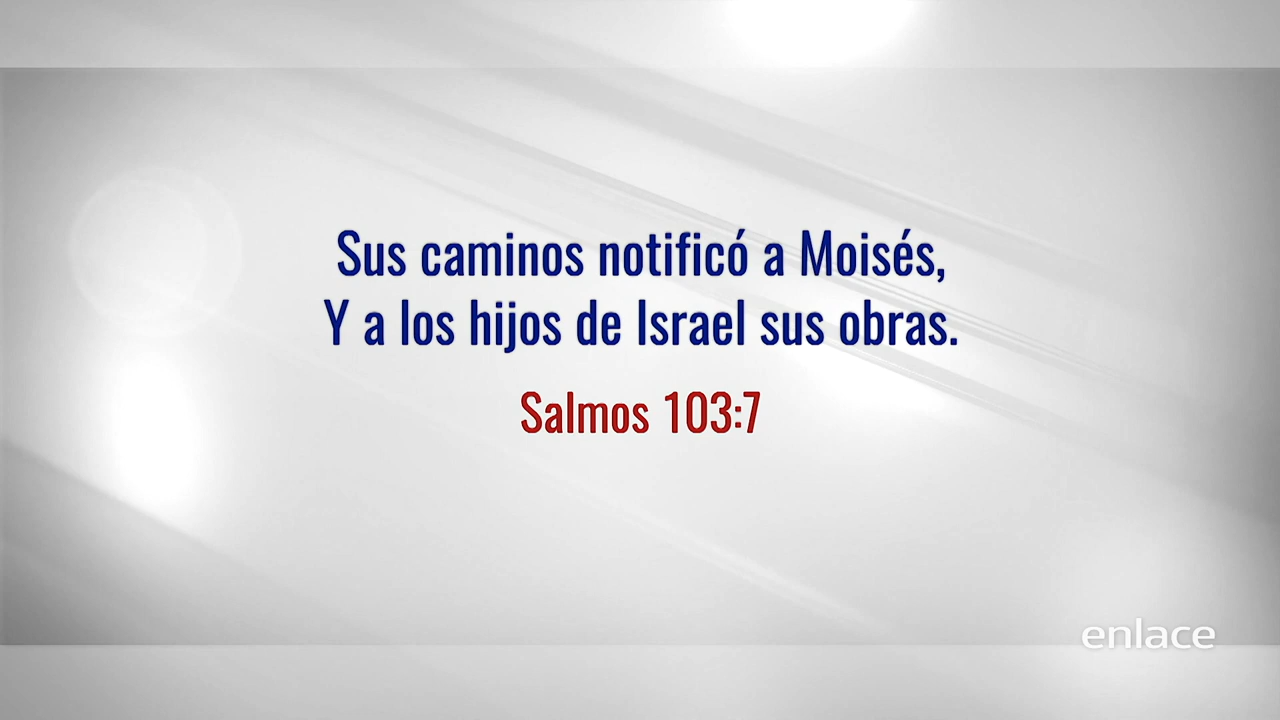 Sus caminos notificó a Moisés,
Y a los hijos de Israel sus obras.
Salmos 103:7
enlace